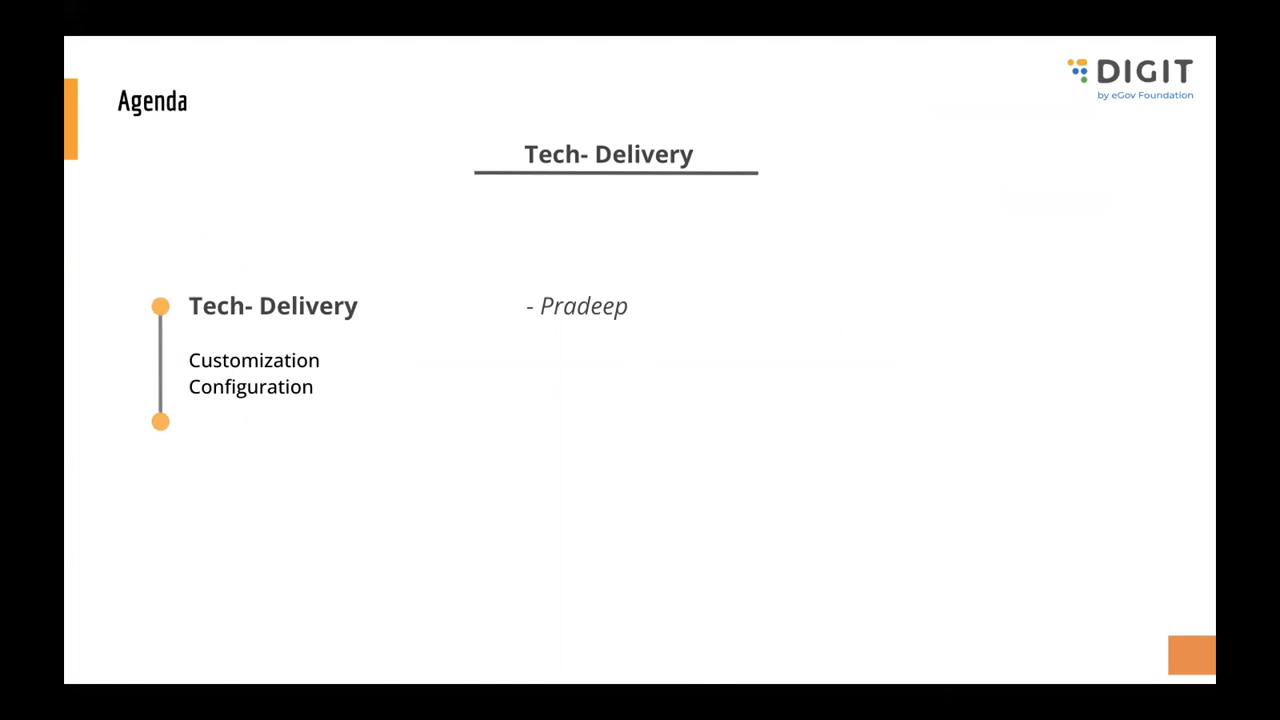 DIGIT
by eGov Foundation
Agenda
Tech- Delivery
Tech- Delivery - Pradeep
Customization
Configuration